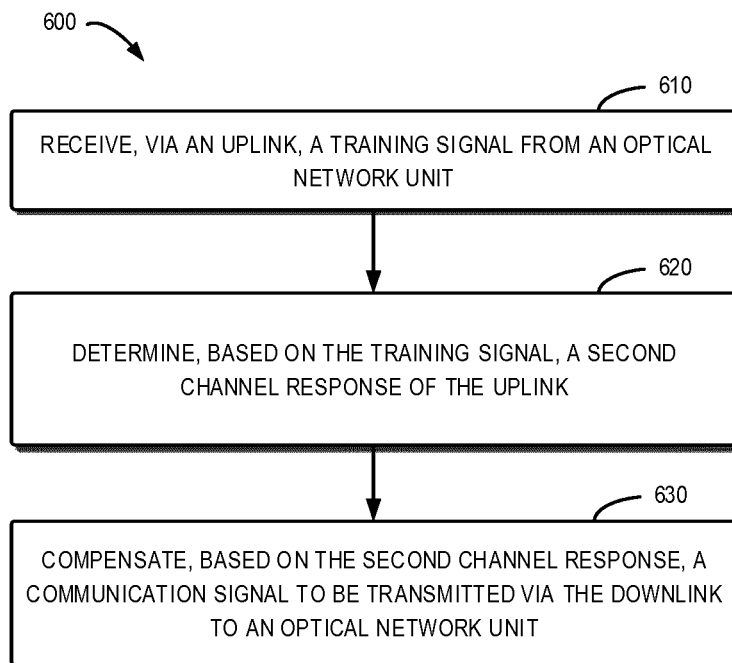 600
610
RECEIVE, VIA AN UPLINK, A TRAINING SIGNAL FROM AN OPTICAL
NETWORK UNIT
620
DETERMINE, BASED ON THE TRAINING SIGNAL, A SECOND
CHANNEL RESPONSE OF THE UPLINK
630
COMPENSATE, BASED ON THE SECOND CHANNEL RESPONSE, A
COMMUNICATION SIGNAL TO BE TRANSMITTED VIA THE DOWNLINK
TO AN OPTICAL NETWORK UNIT